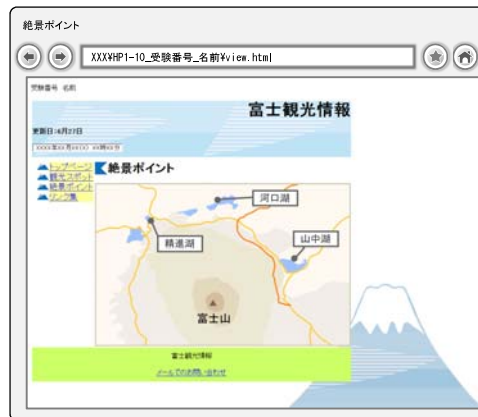 絶景ポイント
XXX¥HP1-10_受験番号_名前¥view.html
受験番号 名前
富士観光情報
更新日:6月27日
トップページ
観光スポット
絶景ポイント
リンク集
絶景ポイント
河口湖
精進湖
山中湖
富士山
富士観光情報
メールでのお問い合わせ